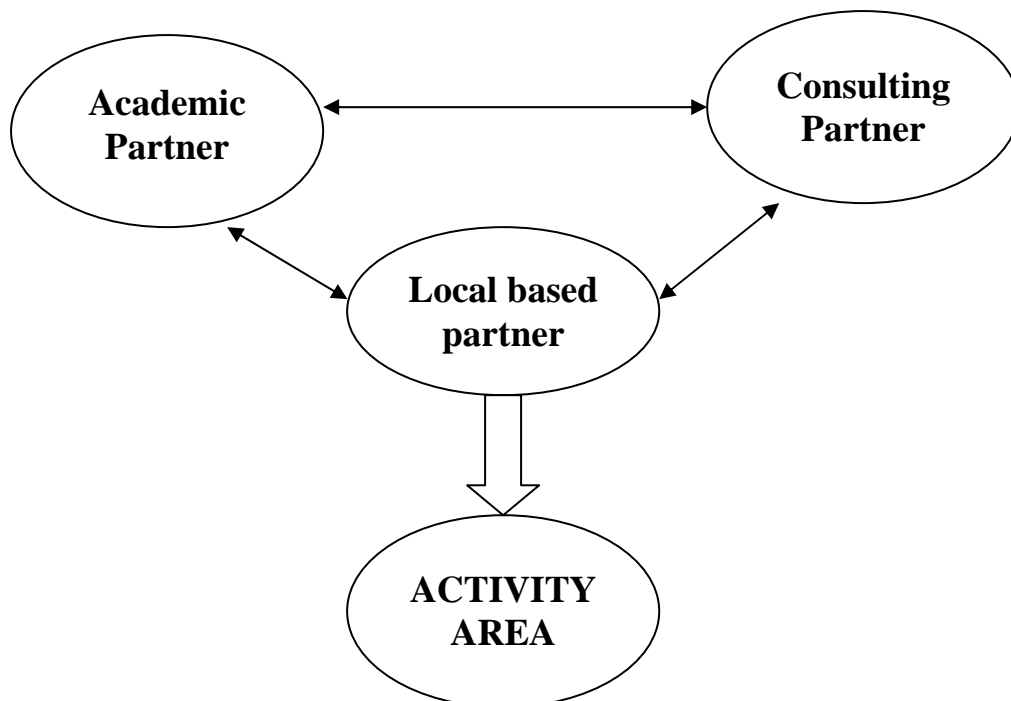 Academic
Partner
Consulting
Partner
Local based
partner
ACTIVITY
AREA